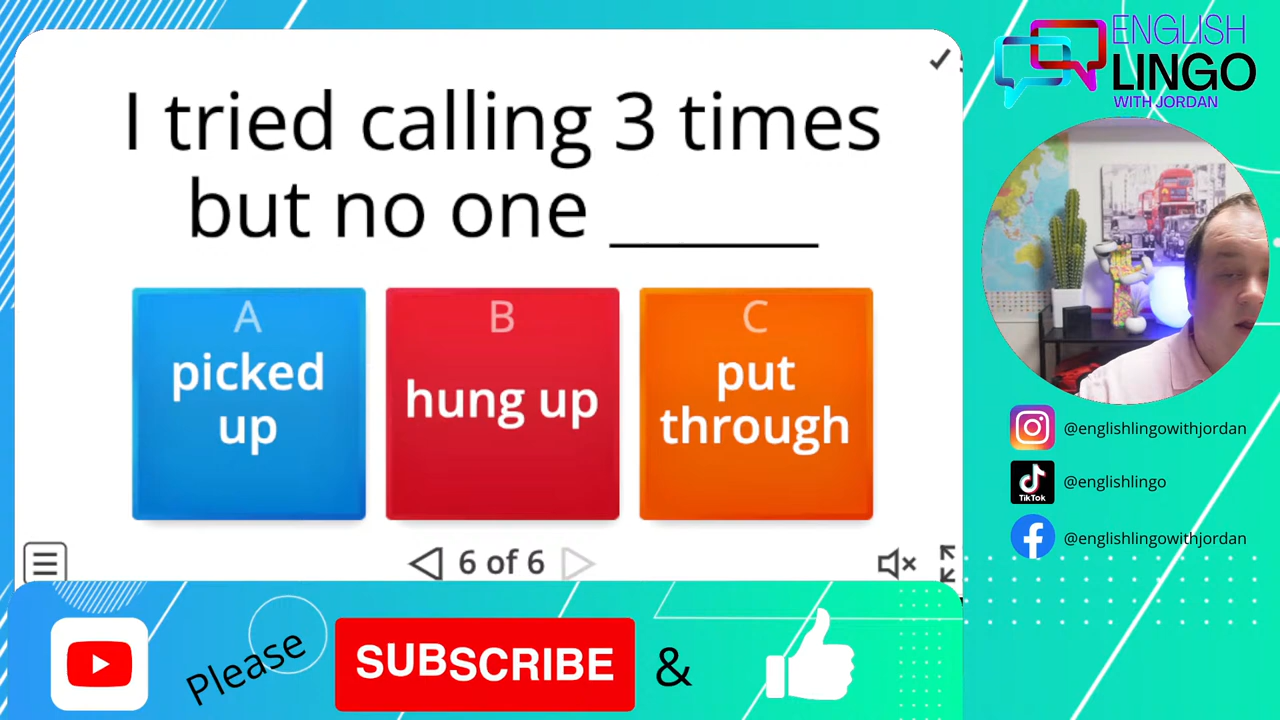 I tried calling 3 times
but no one ______
A
picked
up
B
hung up
C
put
through
6 of 6
Please
SUBSCRIBE
&
ENGLISH
LINGO
WITH JORDAN
@englishlingowithjordan
TikTok
@englishlingo
@englishlingowithjordan